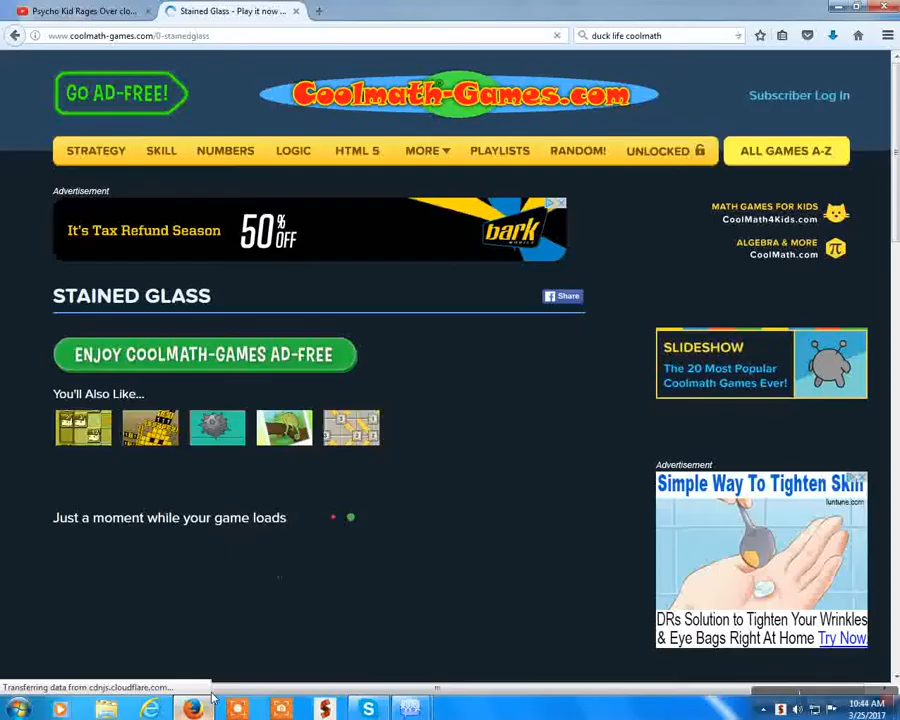 Psycho Kid Rages Over clo...
Stained Glass - Play it now ...
www.coolmath-games.com/0-stainedglass
duck life coolmath
GO AD-FREE!
Coolmath-Games.com
Subscriber Log in
STRATEGY
SKILL
NUMBERS
LOGIC
HTML 5
MORE
PLAYLISTS
RANDOM!
UNLOCKED
ALL GAMES A-Z
Advertisement
It's Tax Refund Season
50% OFF
bark
MATH GAMES FOR KIDS
CoolMath4Kids.com
ALGEBRA & MORE
CoolMath.com
STAINED GLASS
Share
ENJOY COOLMATH-GAMES AD-FREE
SLIDESHOW
The 20 Most Popular
Coolmath Games Ever!
You'll Also Like...
Advertisement
Simple Way To Tighten Skin
luntune.com
Just a moment while your game loads
DRs Solution to Tighten Your Wrinkles
& Eye Bags Right At Home Try Now.
Transferring data from cdnjs.cloudflare.com...
10:44 AM
3/25/2017